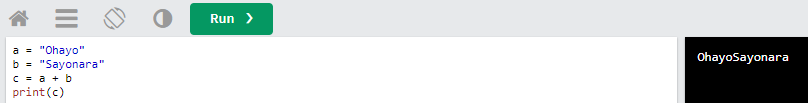 Run ❯
a = "Ohayo"
b = "Sayonara"
c = a + b
print(c)
OhayoSayonara